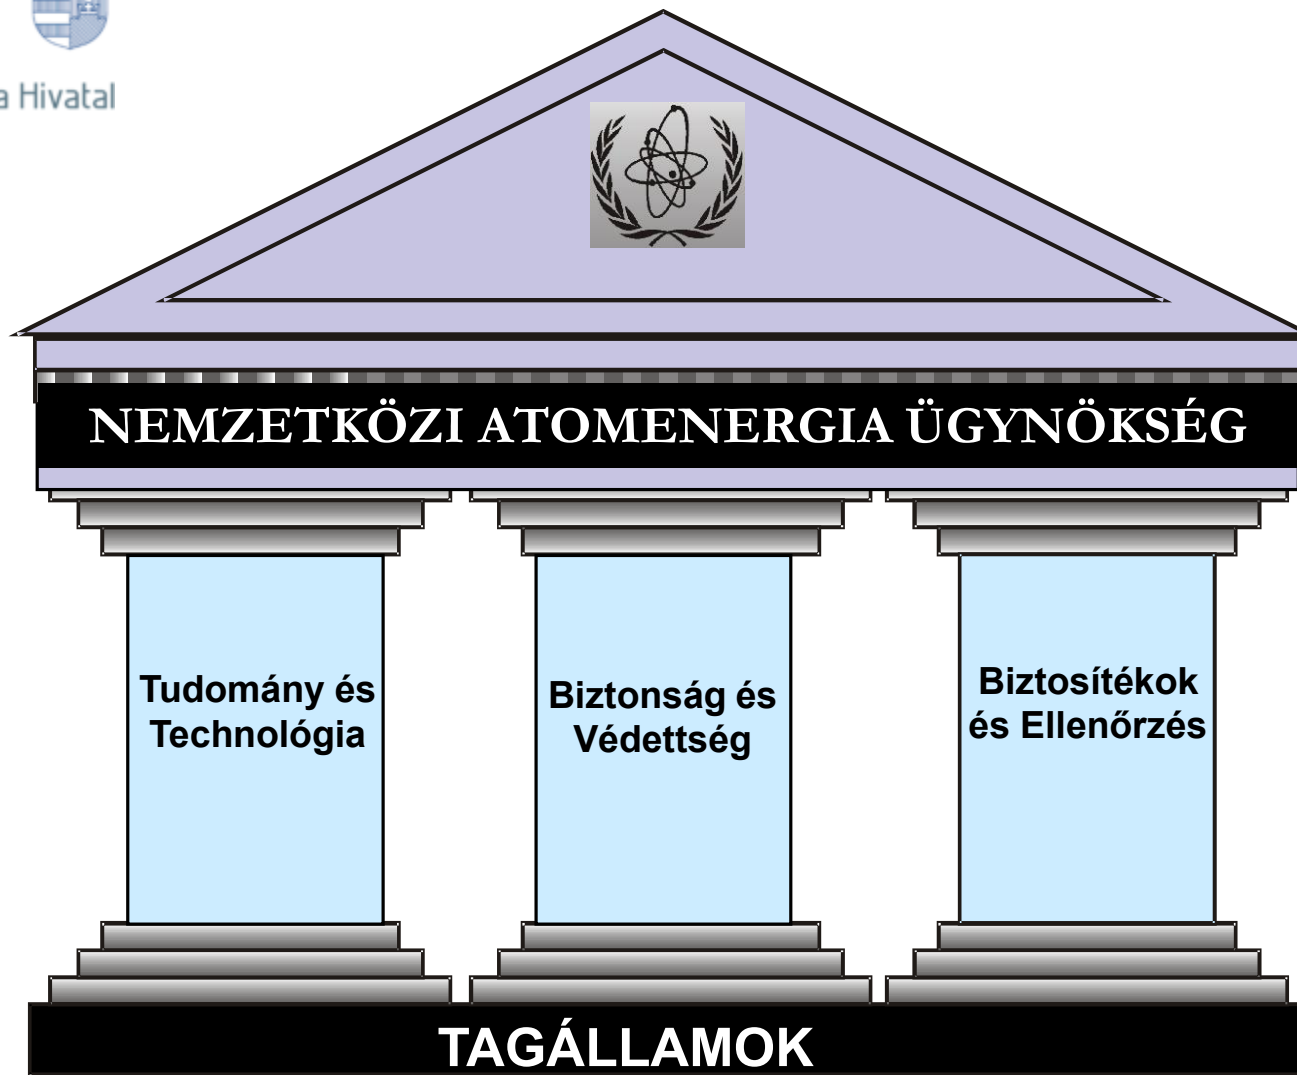 a Hivatal
NEMZETKÖZI ATOMENERGIA ÜGYNÖKSÉG
Tudomány és
Technológia
Biztonság és
Védettség
Biztosítékok
és Ellenőrzés
TAGÁLLAMOK